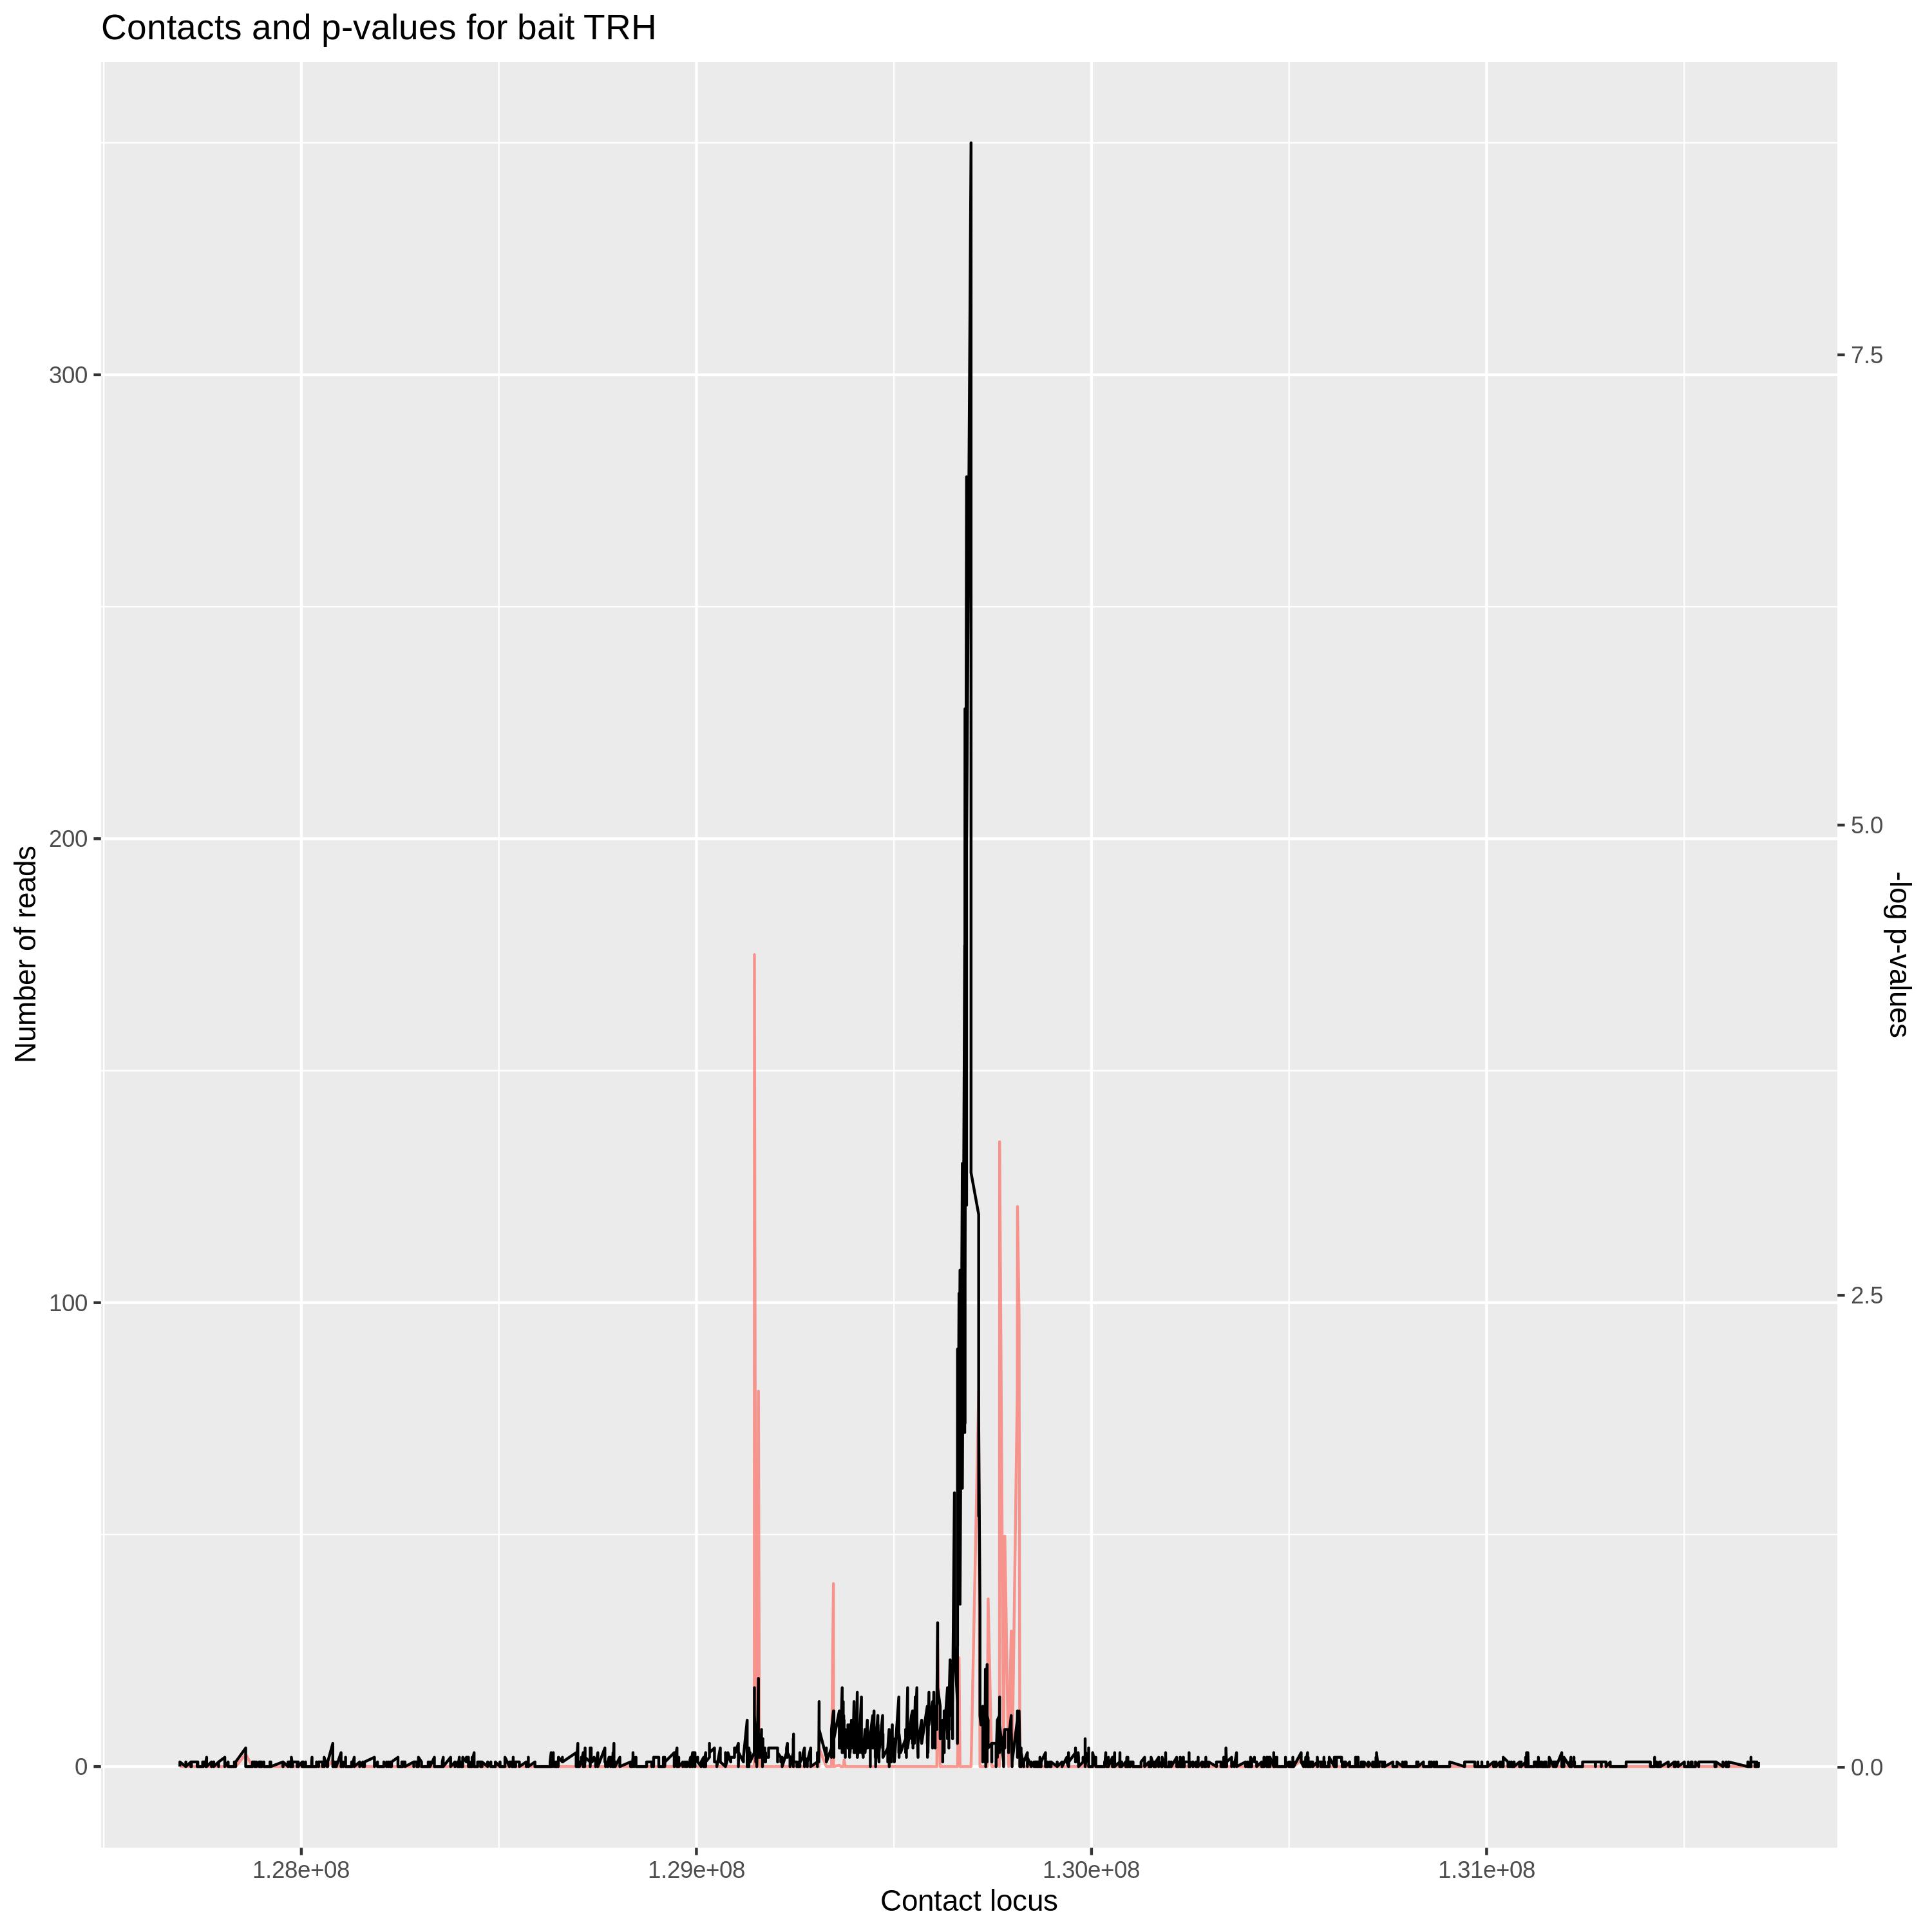 Contacts and p-values for bait TRH
300
200
100
0
Number of reads
7.5
5.0
2.5
0.0
-log p-values
1.28e+08
1.29e+08
1.30e+08
1.31e+08
Contact locus